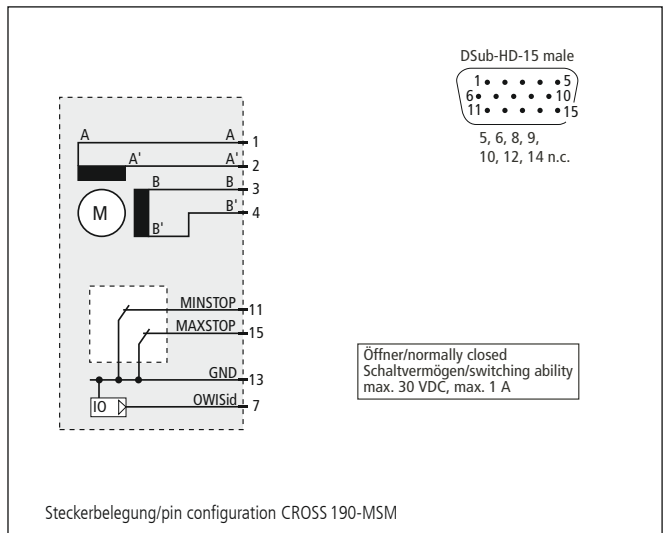 DSub-HD-15 male
1 5
6 10
11 15
5, 6, 8, 9,
10, 12, 14 n.c.
A A 1
A' A' 2
B B 3
M
B' 4
B'
MINSTOP 11
MAXSTOP 15
GND 13
IO OWISid 7
Öffner/normally closed
Schaltvermögen/switching ability
max. 30 VDC, max. 1 A
Steckerbelegung/pin configuration CROSS 190-MSM